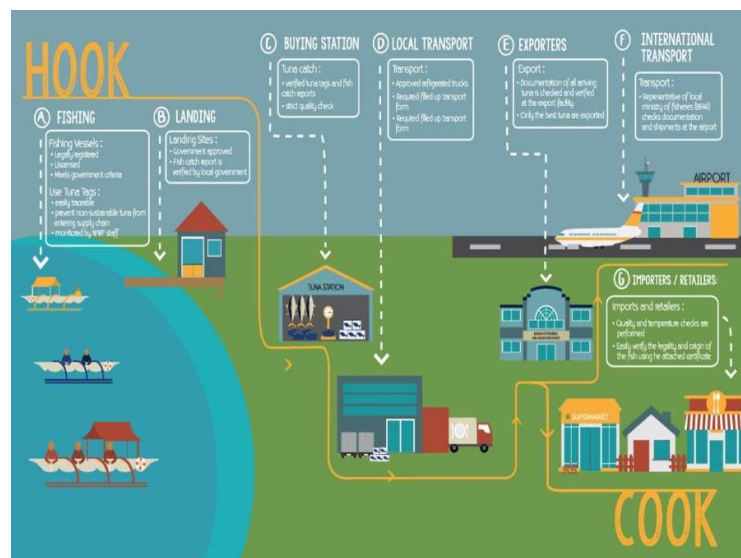 HOOK
A FISHING
Fishing Vessels :
• Legally registered
• Liscensed
• Meets government criteria
Use Tuna Tags :
• easily traceable
• prevent non-sustainable tuna from
entering supply chain
• monitored by WWF staff
B LANDING
Landing Sites :
• Government approved
• Fish catch report is
verified by local government
C BUYING STATION
Tuna catch :
• verified tuna tags and fish
catch reports
• strict quality check
D LOCAL TRANSPORT
Transport :
• Approved refrigerated trucks
• Required filled up transport
form
• Required filled up transport
form
E EXPORTERS
Export :
• Documentation of all arriving
tuna is checked and verified
at the export facility
• Only the best tuna are exported
F INTERNATIONAL
TRANSPORT
Transport :
• Representative of local
ministry of fisheries (BFAR)
checks documentation
and shipments at the airport
AIRPORT
TUNA STATION
G IMPORTERS / RETAILERS:
Imports and retailers :
• Quality and temperature checks are
performed
• Easily verify the legality and origin of
the fish using he attached certificate
SUPERMARKET
COOK